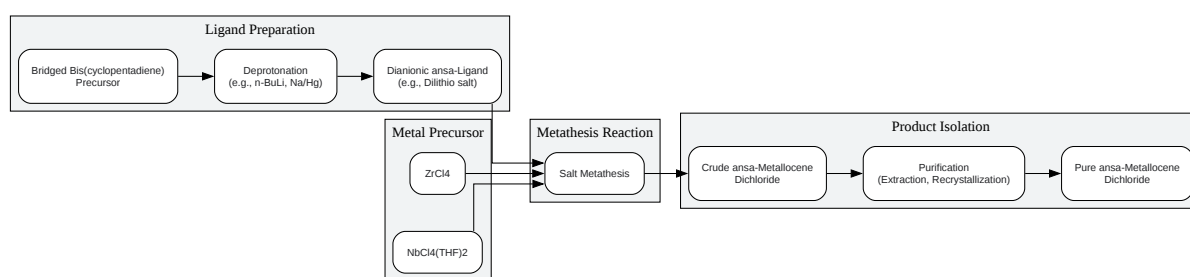 Ligand Preparation
Bridged Bis(cyclopentadiene)
Precursor
Deprotonation
(e.g., n-BuLi, Na/Hg)
Dianionic ansa-Ligand
(e.g., Dilithio salt)
Metal Precursor
ZrCl4
NbCl4(THF)2
Metathesis Reaction
Salt Metathesis
Product Isolation
Crude ansa-Metallocene
Dichloride
Purification
(Extraction, Recrystallization)
Pure ansa-Metallocene
Dichloride